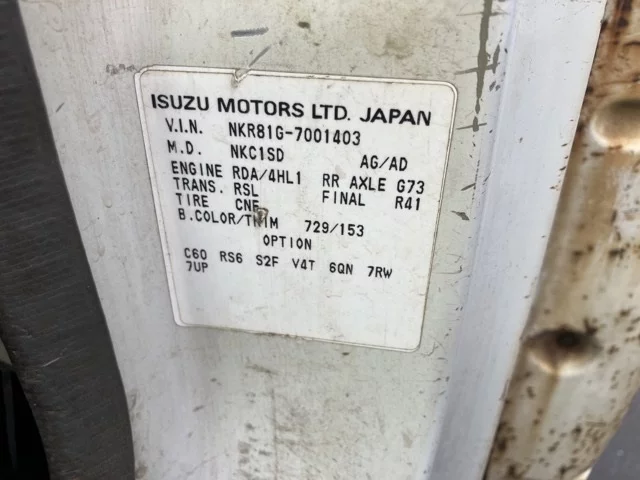 ISUZU MOTORS LTD. JAPAN
V.I.N. NKR81G-7001403
M.D. NKC1SD AG/AD
ENGINE RDA/4HL1 RR AXLE G73
TRANS. RSL FINAL R41
TIRE CNE
B.COLOR/TRIM 729/153
OPTION
C60 RS6 S2F V4T 6QN 7RW
7UP